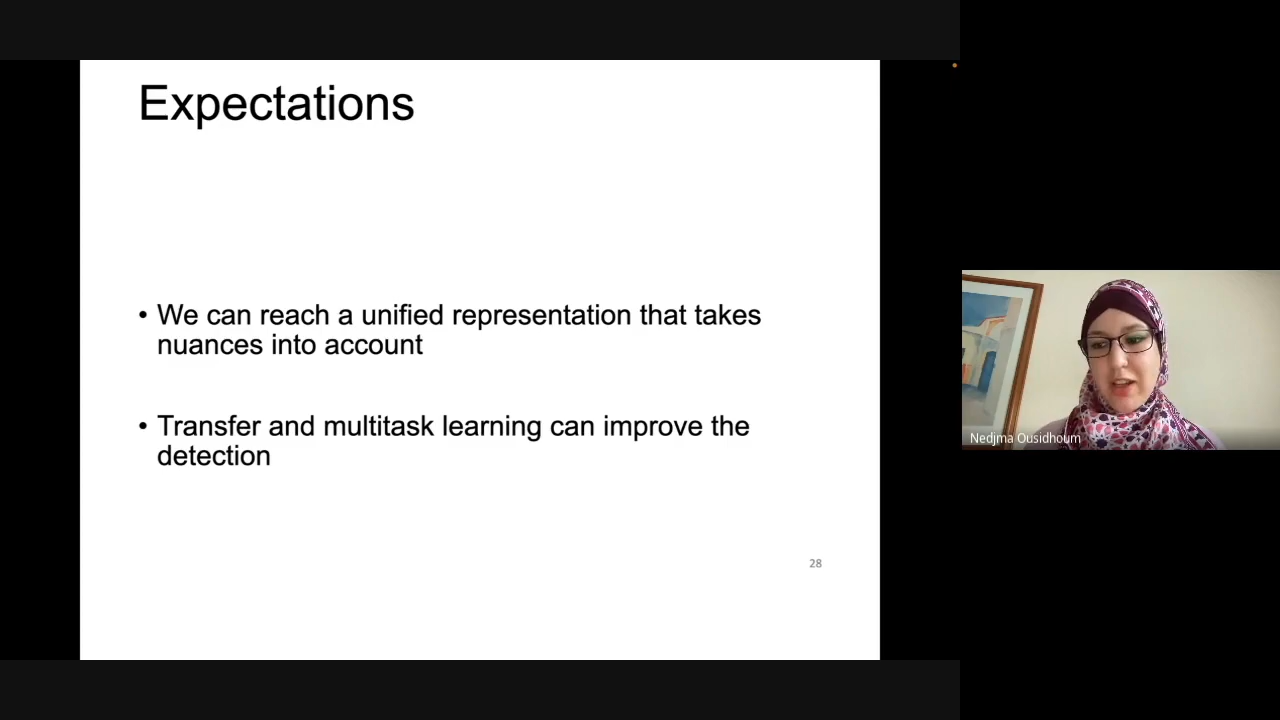 Expectations
• We can reach a unified representation that takes
nuances into account
• Transfer and multitask learning can improve the
detection
28
Nedjma Ousidhoum